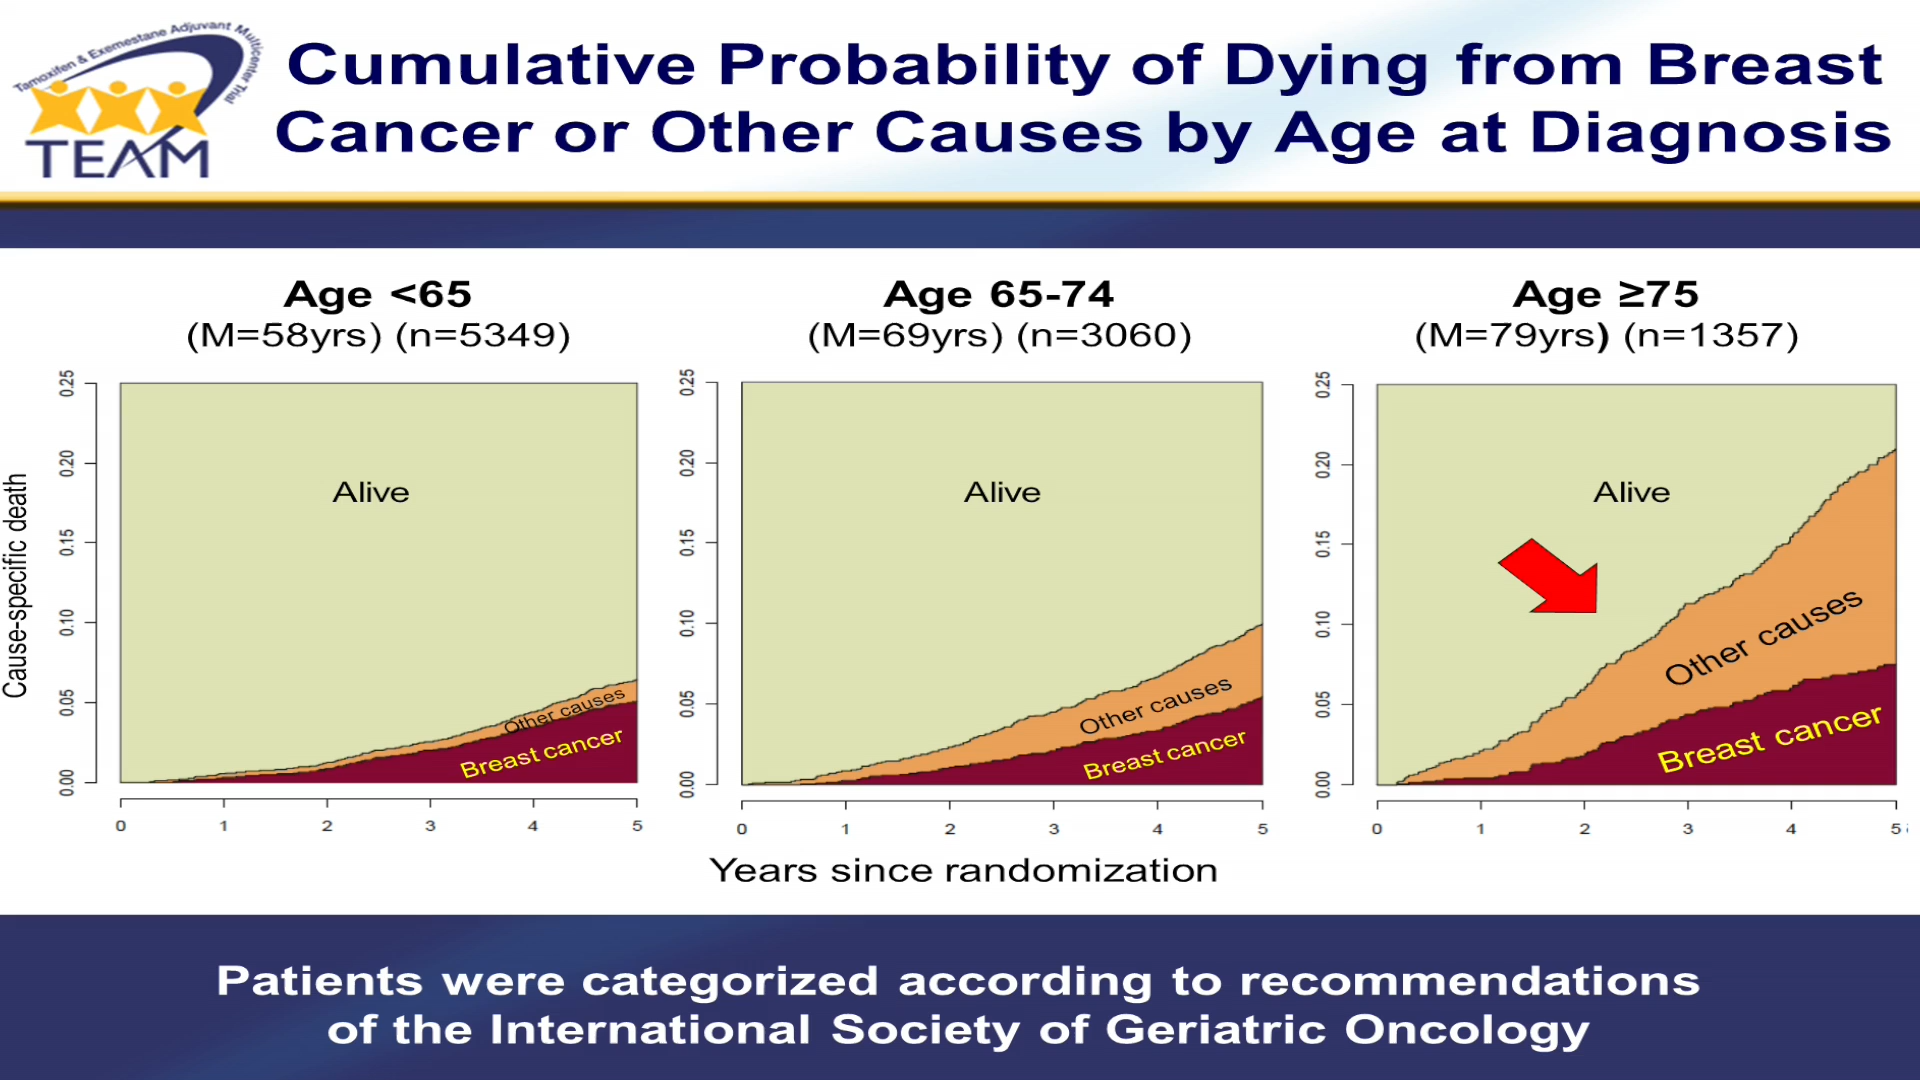 Tamoxifen & Exemestane Adjuvant Multicenter Trial
TEAM
Cumulative Probability of Dying from Breast
Cancer or Other Causes by Age at Diagnosis
Age <65
(M=58yrs) (n=5349)
Age 65-74
(M=69yrs) (n=3060)
Age ≥75
(M=79yrs) (n=1357)
Cause-specific death
0.25
0.20
0.15
0.10
0.05
0.00
Alive
Other causes
Breast cancer
0 1 2 3 4 5
0.25
0.20
0.15
0.10
0.05
0.00
Alive
Other causes
Breast cancer
0 1 2 3 4 5
0.25
0.20
0.15
0.10
0.05
0.00
Alive
Other causes
Breast cancer
0 1 2 3 4 5
Years since randomization
Patients were categorized according to recommendations
of the International Society of Geriatric Oncology